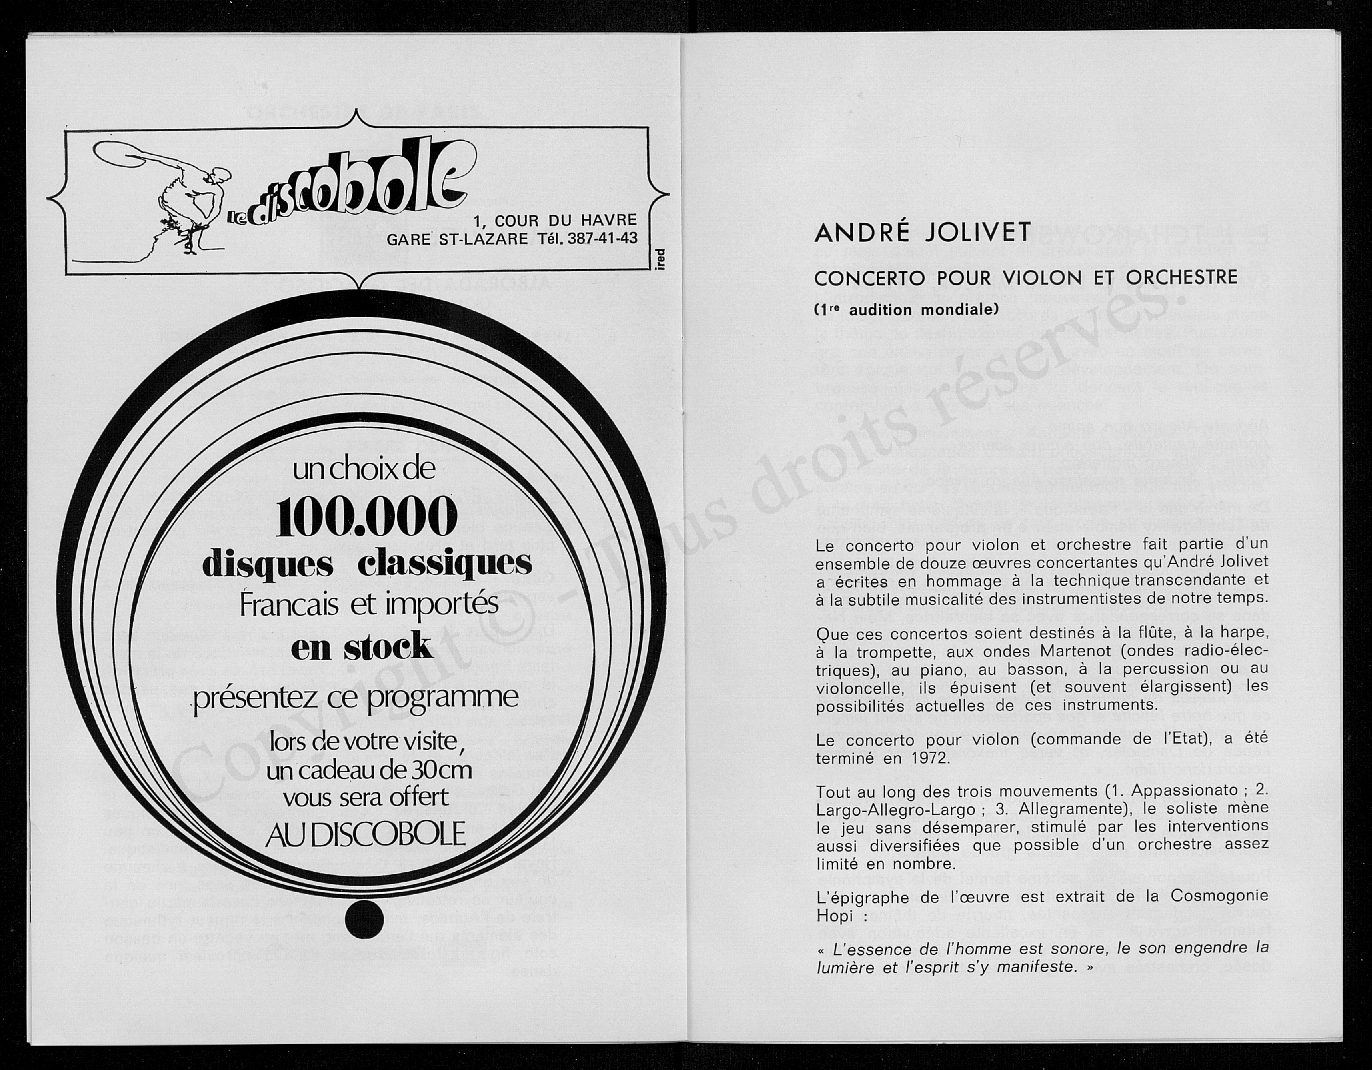 Le discobole
1, COUR DU HAVRE
GARE ST-LAZARE Tél. 387-41-43
ired
un choix de
100.000
disques classiques
Francais et importés
en stock
présentez ce programme
lors de votre visite,
un cadeau de 30cm
vous sera offert
AU DISCOBOLE
ANDRÉ JOLIVET
CONCERTO POUR VIOLON ET ORCHESTRE
(1re audition mondiale)
Le concerto pour violon et orchestre fait partie d'un
ensemble de douze œuvres concertantes qu'André Jolivet
a écrites en hommage à la technique transcendante et
à la subtile musicalité des instrumentistes de notre temps.
Que ces concertos soient destinés à la flûte, à la harpe,
à la trompette, aux ondes Martenot (ondes radio-élec-
triques), au piano, au basson, à la percussion ou au
violoncelle, ils épuisent (et souvent élargissent) les
possibilités actuelles de ces instruments.
Le concerto pour violon (commande de l'Etat), a été
terminé en 1972.
Tout au long des trois mouvements (1. Appassionato ; 2.
Largo-Allegro-Largo ; 3. Allegramente), le soliste mène
le jeu sans désemparer, stimulé par les interventions
aussi diversifiées que possible d'un orchestre assez
limité en nombre.
L'épigraphe de l'œuvre est extrait de la Cosmogonie
Hopi :
« L'essence de l'homme est sonore, le son engendre la
lumière et l'esprit s'y manifeste. »
Copyright © - Tous droits réservés.